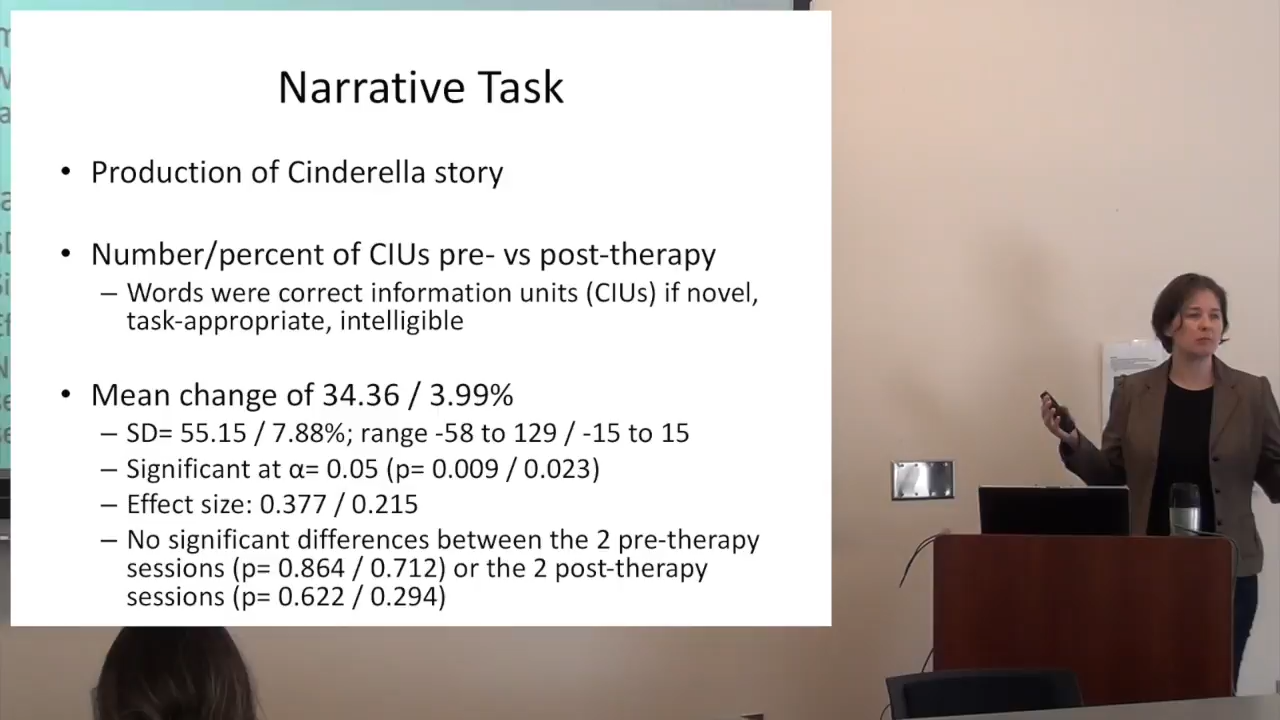 Narrative Task
• Production of Cinderella story
• Number/percent of CIUs pre- vs post-therapy
– Words were correct information units (CIUs) if novel,
task-appropriate, intelligible
• Mean change of 34.36 / 3.99%
– SD= 55.15 / 7.88%; range -58 to 129 / -15 to 15
– Significant at α= 0.05 (p= 0.009 / 0.023)
– Effect size: 0.377 / 0.215
– No significant differences between the 2 pre-therapy
sessions (p= 0.864 / 0.712) or the 2 post-therapy
sessions (p= 0.622 / 0.294)